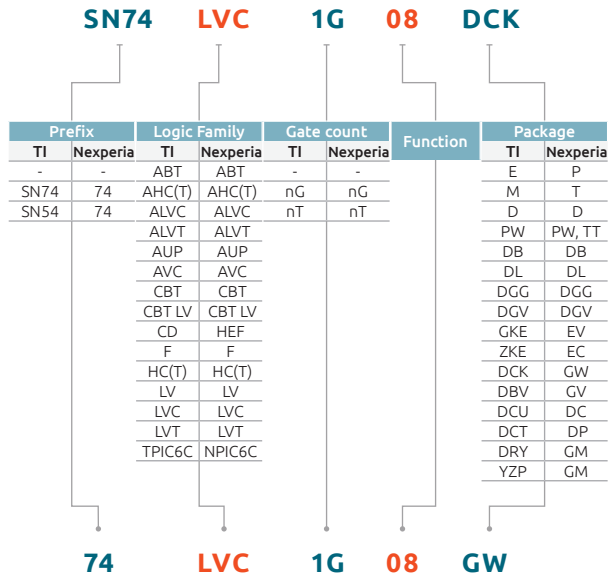 SN74 LVC 1G 08 DCK
Prefix Logic Family Gate count Function Package
TI Nexperia TI Nexperia TI Nexperia TI Nexperia
- - ABT ABT - - E P
SN74 74 AHC(T) AHC(T) nG nG M T
SN54 74 ALVC ALVC nT nT D D
ALVT ALVT PW PW, TT
AUP AUP DB DB
AVC AVC DL DL
CBT CBT DGG DGG
CBT LV CBT LV DGV DGV
CD HEF GKE EV
F F ZKE EC
HC(T) HC(T) DCK GW
LV LV DBV GV
LVC LVC DCU DC
LVT LVT DCT DP
TPIC6C NPIC6C DRY GM
YZP GM
74 LVC 1G 08 GW